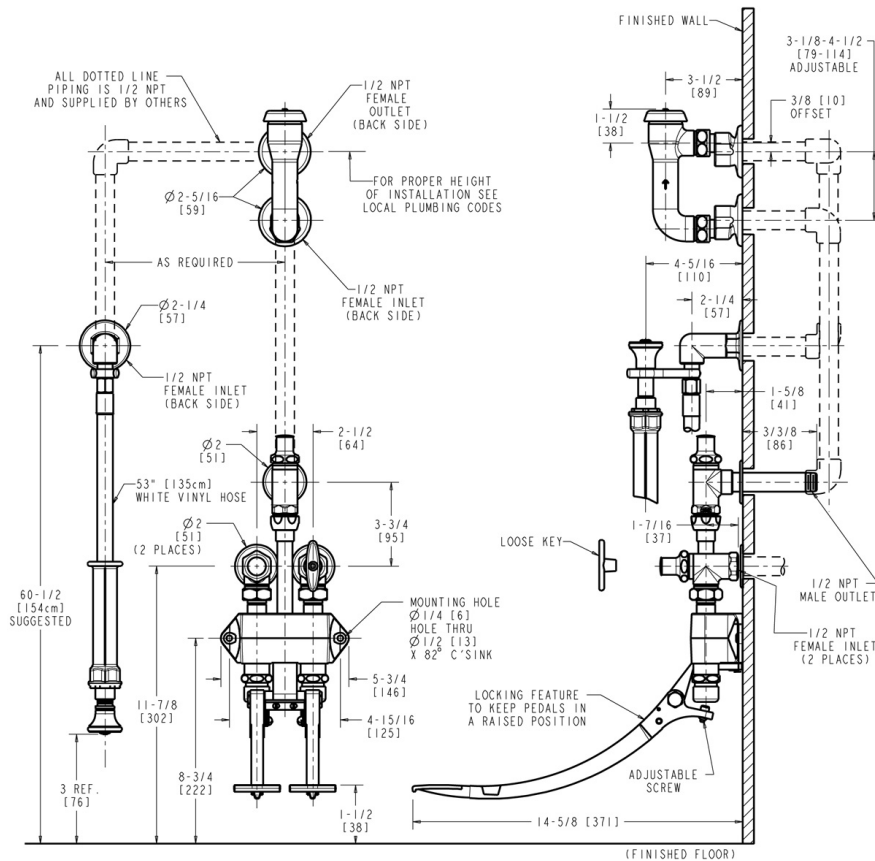 FINISHED WALL
3-1/8-4-1/2
[79-114]
ADJUSTABLE
ALL DOTTED LINE
PIPING IS 1/2 NPT
AND SUPPLIED BY OTHERS
1/2 NPT
FEMALE
OUTLET
(BACK SIDE)
3-1/2
[89]
1-1/2
[38]
3/8 [10]
OFFSET
Ø2-5/16
[59]
FOR PROPER HEIGHT
OF INSTALLATION SEE
LOCAL PLUMBING CODES
AS REQUIRED
4-5/16
[110]
1/2 NPT
FEMALE INLET
(BACK SIDE)
2-1/4
[57]
Ø2-1/4
[57]
1/2 NPT
FEMALE INLET
(BACK SIDE)
1-5/8
[41]
2-1/2
[64]
3/3/8
[86]
Ø2
[51]
53" [135cm]
WHITE VINYL HOSE
3-3/4
[95]
1-7/16
[37]
Ø2
[51]
(2 PLACES)
LOOSE KEY
60-1/2
[154cm]
SUGGESTED
1/2 NPT
MALE OUTLET
MOUNTING HOLE
Ø1/4 [6]
HOLE THRU
Ø1/2 [13]
X 82° C'SINK
1/2 NPT
FEMALE INLET
(2 PLACES)
5-3/4
[146]
11-7/8
[302]
LOCKING FEATURE
TO KEEP PEDALS IN
A RAISED POSITION
4-15/16
[125]
8-3/4
[222]
3 REF.
[76]
ADJUSTABLE
SCREW
1-1/2
[38]
14-5/8 [371]
(FINISHED FLOOR)